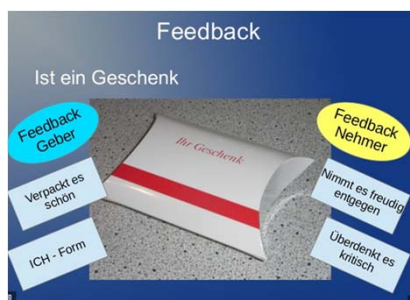 Feedback
Ist ein Geschenk
Feedback
Geber
Verpackt es
schön
ICH - Form
Ihr Geschenk
Feedback
Nehmer
Nimmt es freudig
entgegen
Überdenkt es
kritisch